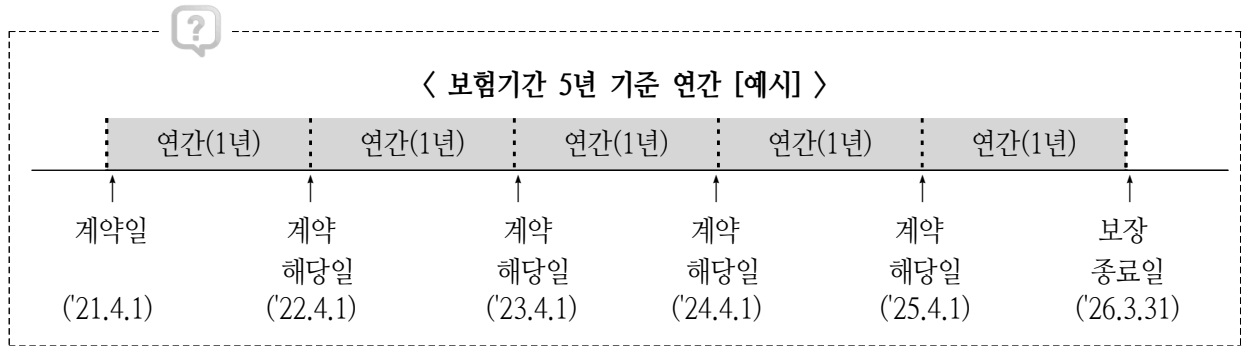 ?
〈 보험기간 5년 기준 연간 [예시] 〉
연간(1년) 연간(1년) 연간(1년) 연간(1년) 연간(1년)
계약일 계약 계약 계약 계약 보장
해당일 해당일 해당일 해당일 종료일
('21.4.1) ('22.4.1) ('23.4.1) ('24.4.1) ('25.4.1) ('26.3.31)